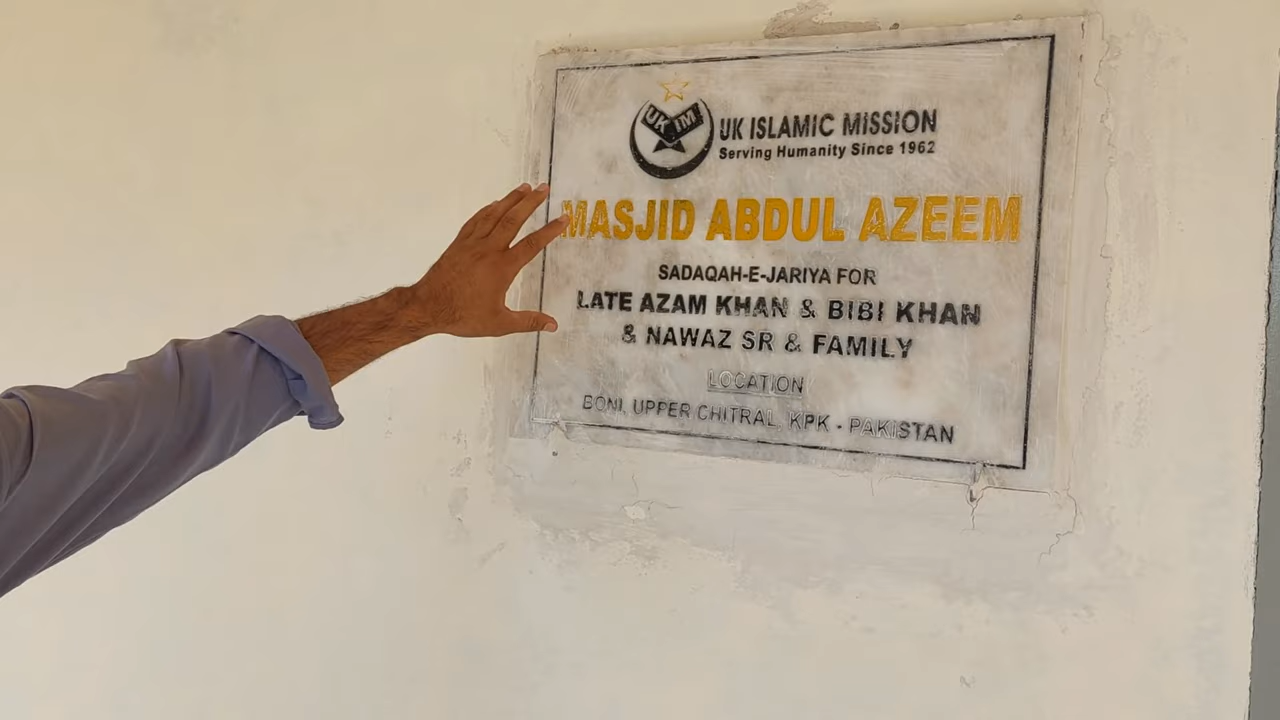 UK IM
UK ISLAMIC MISSION
Serving Humanity Since 1962
MASJID ABDUL AZEEM
SADAQAH-E-JARIYA FOR
LATE AZAM KHAN & BIBI KHAN
& NAWAZ SR & FAMILY
LOCATION
BONI, UPPER CHITRAL, KPK - PAKISTAN